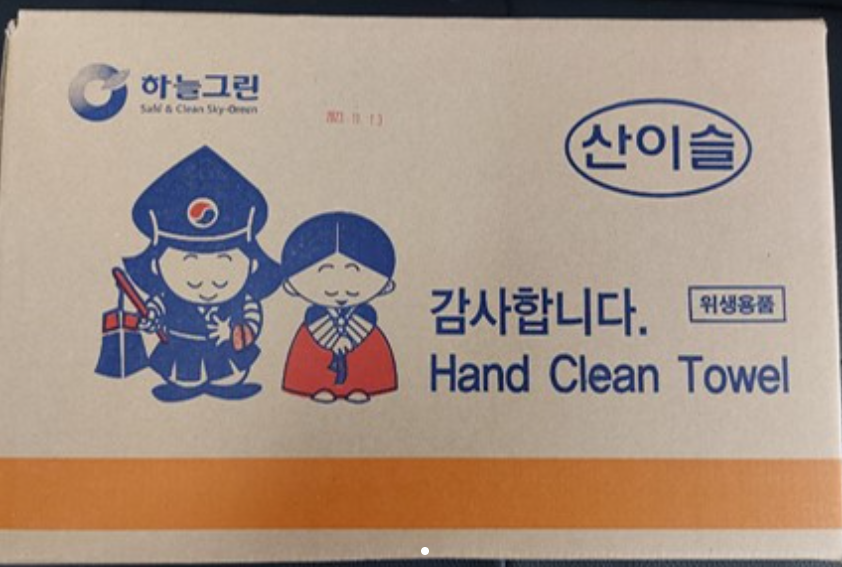 하늘그린
Safe & Clean Sky-Green
산이슬
감사합니다.
위생용품
Hand Clean Towel